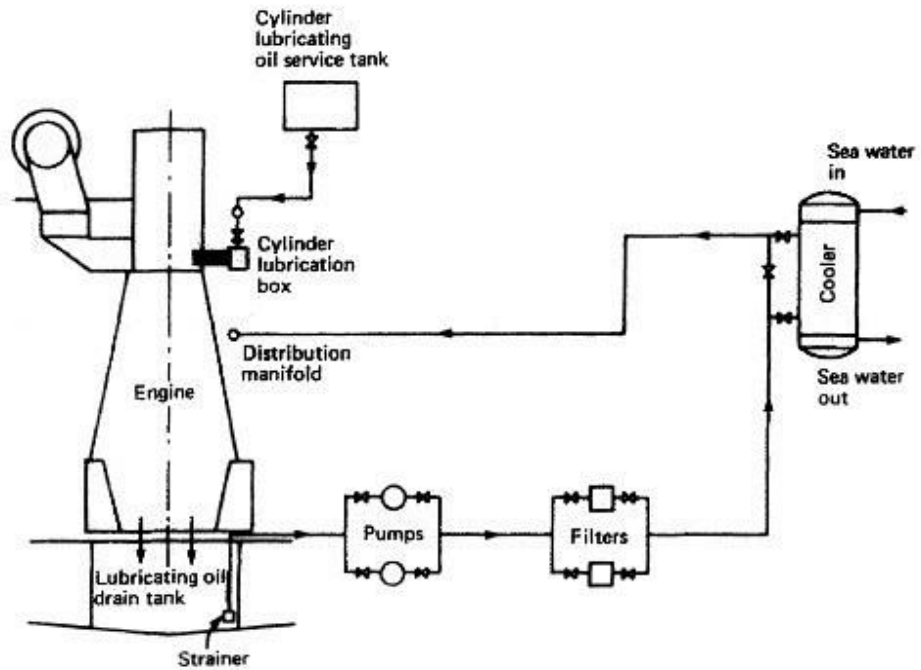 Cylinder
lubricating
oil service tank
Sea water
in
Cylinder
lubrication
box
Cooler
Distribution
manifold
Engine
Sea water
out
Pumps
Filters
Lubricating oil
drain tank
Strainer